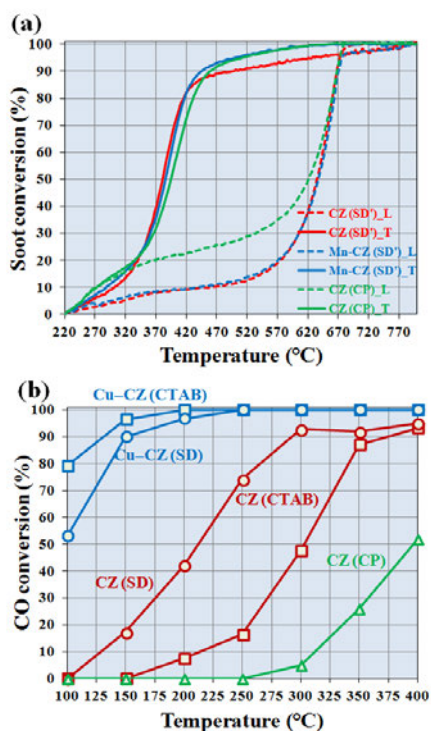 (a)
100
90
80
70
60
50
40
30
20
10
0
Soot conversion (%)
CZ (SD')_L
CZ (SD')_T
Mn-CZ (SD')_L
Mn-CZ (SD')_T
CZ (CP)_L
CZ (CP)_T
220 270 320 370 420 470 520 570 620 670 720 770
Temperature (°C)
(b)
Cu–CZ (CTAB)
100
90
80
70
60
50
40
30
20
10
0
CO conversion (%)
Cu–CZ (SD)
CZ (CTAB)
CZ (SD)
CZ (CP)
100 125 150 175 200 225 250 275 300 325 350 375 400
Temperature (°C)